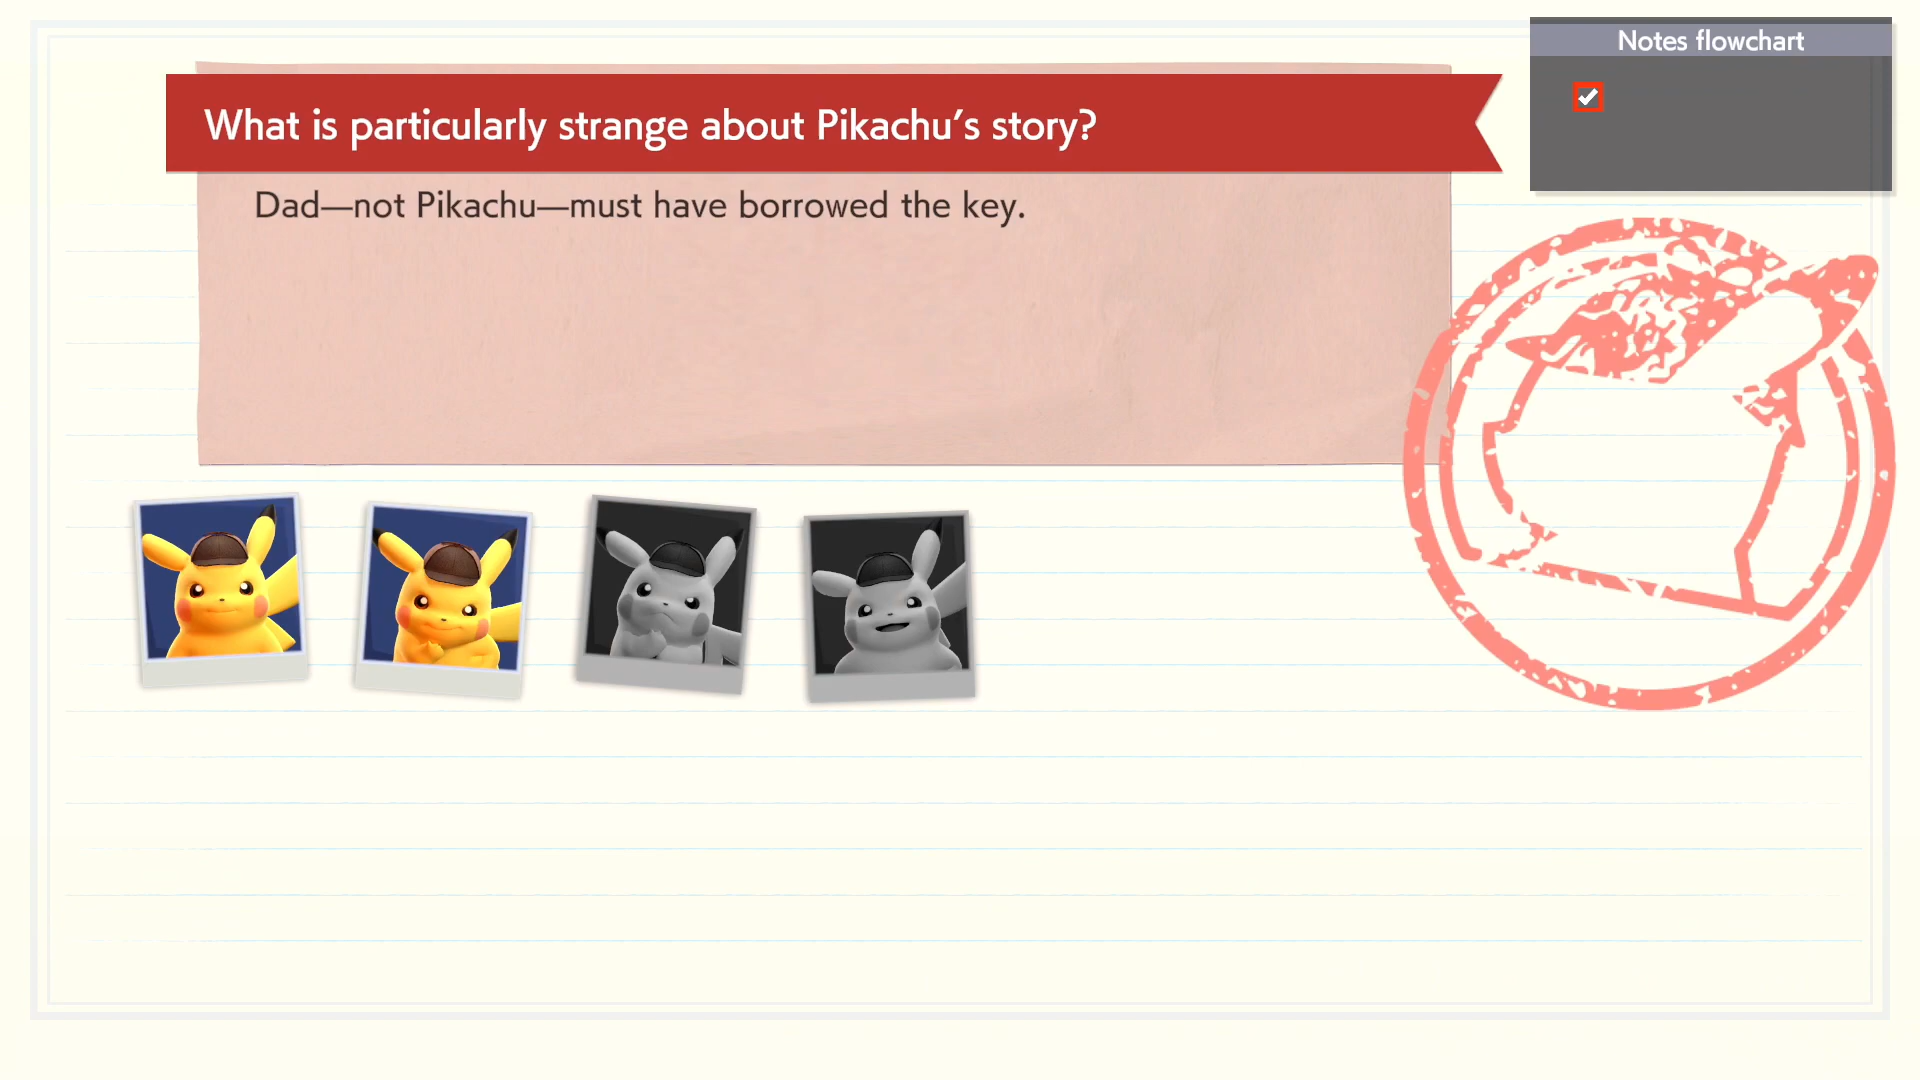 Notes flowchart
What is particularly strange about Pikachu's story?
Dad—not Pikachu—must have borrowed the key.